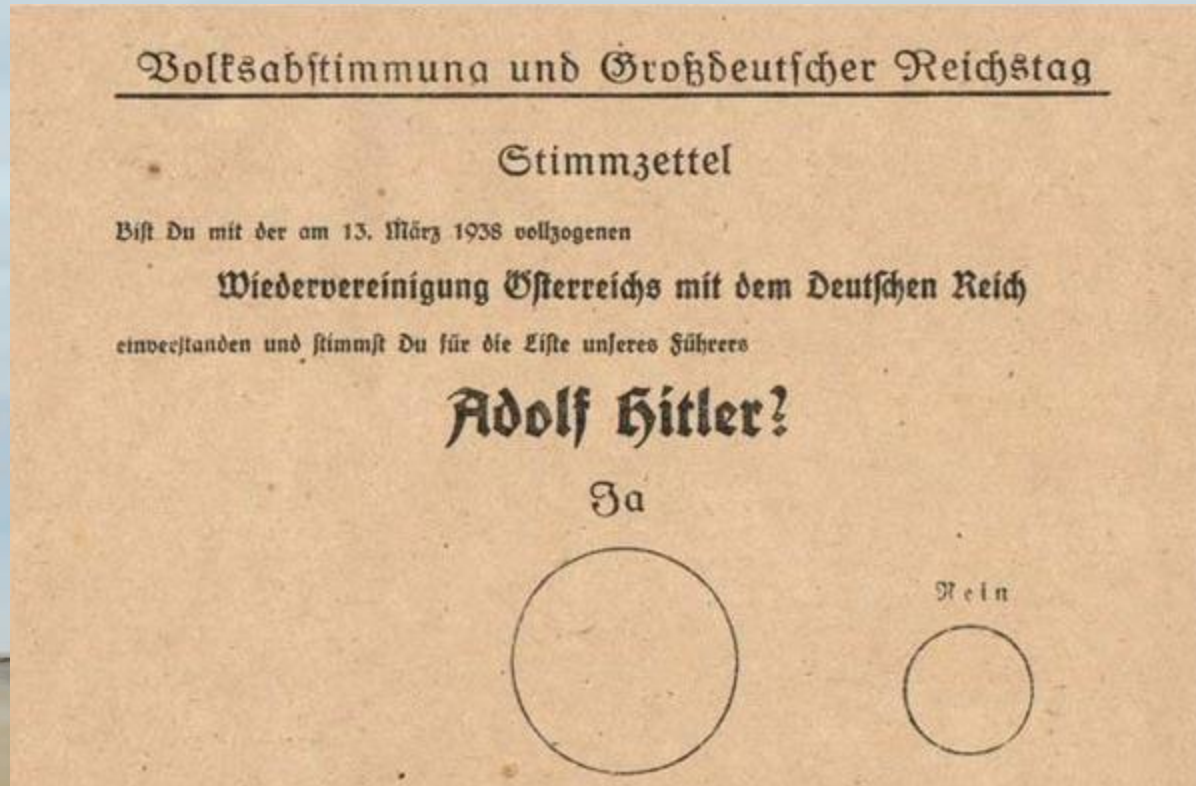 Volksabstimmung und Großdeutscher Reichstag
Stimmzettel
Bist Du mit der am 13. März 1938 vollzogenen
Wiedervereinigung Österreichs mit dem Deutschen Reich
einverstanden und stimmst Du für die Liste unseres Führers
Adolf Hitler?
Ja
Nein